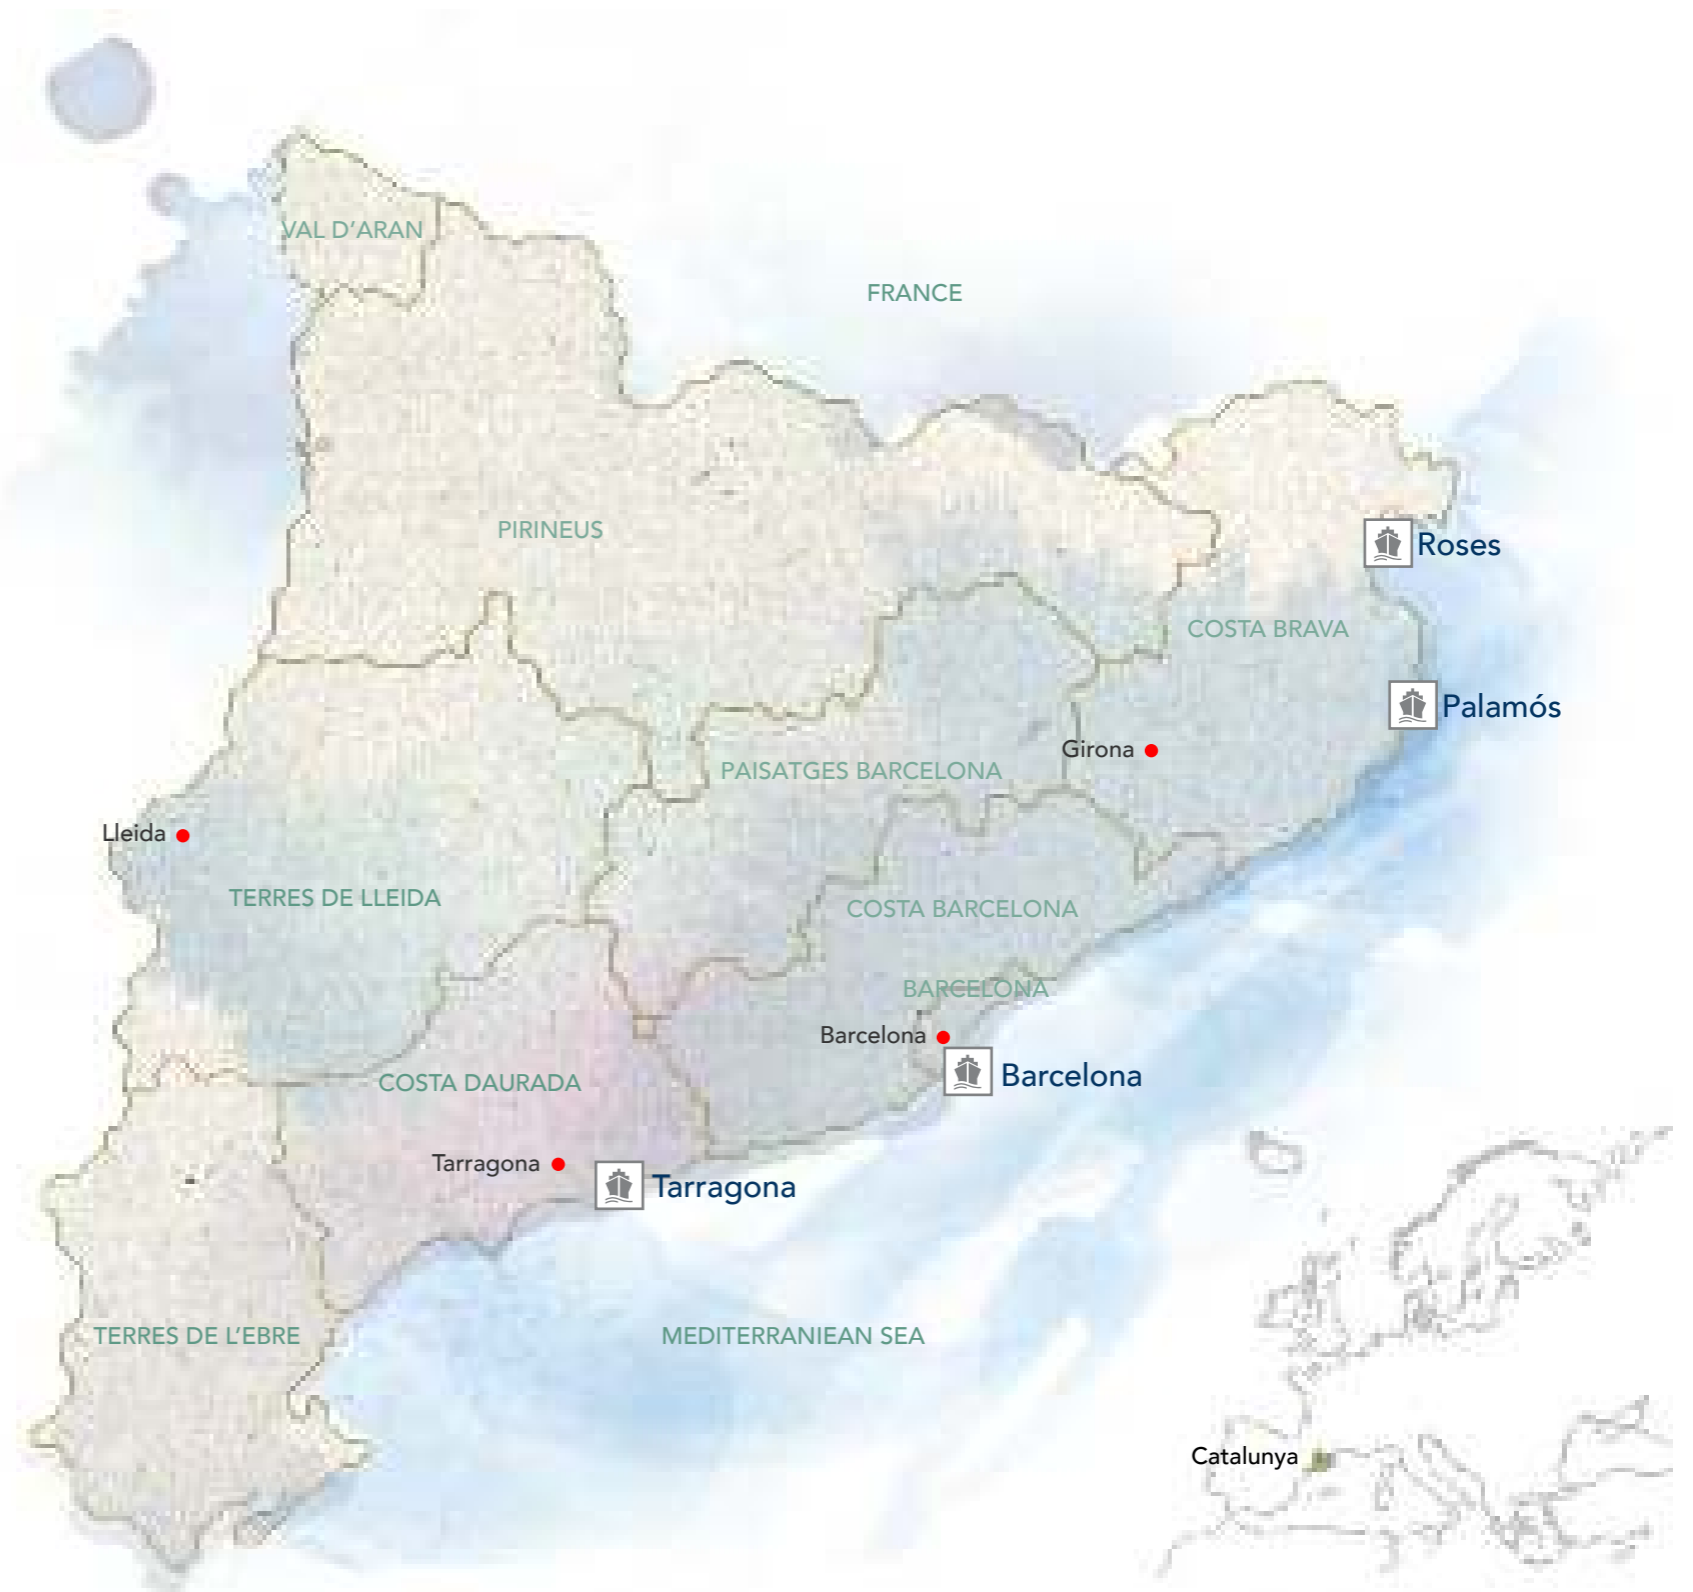 VAL D'ARAN
FRANCE
PIRINEUS
Roses
COSTA BRAVA
Palamós
Girona
PAISATGES BARCELONA
Lleida
TERRES DE LLEIDA
COSTA BARCELONA
BARCELONA
Barcelona
Barcelona
COSTA DAURADA
Tarragona
Tarragona
TERRES DE L'EBRE
MEDITERRANIEAN SEA
Catalunya